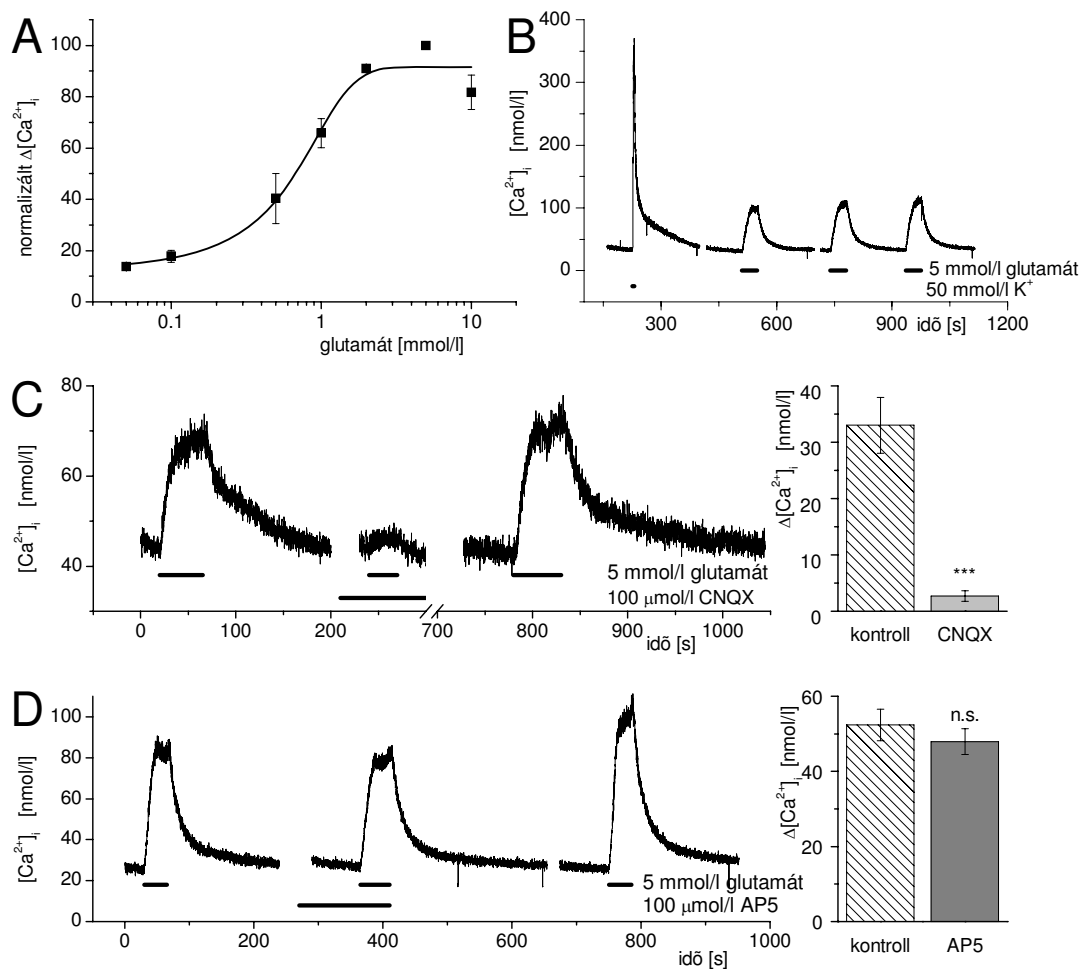 A
100
80
60
40
20
0
normalizált Δ[Ca²⁺]ᵢ
0.1
1
10
glutamát [mmol/l]
B
400
300
200
100
0
[Ca²⁺]ᵢ [nmol/l]
5 mmol/l glutamát
50 mmol/l K⁺
300
600
900
1200
idõ [s]
C
80
60
40
[Ca²⁺]ᵢ [nmol/l]
5 mmol/l glutamát
100 µmol/l CNQX
0
100
200
700
800
900
1000
idõ [s]
40
30
20
10
0
Δ[Ca²⁺]ᵢ [nmol/l]
***
kontroll
CNQX
D
100
80
60
40
20
0
[Ca²⁺]ᵢ [nmol/l]
5 mmol/l glutamát
100 µmol/l AP5
0
200
400
600
800
1000
idõ [s]
60
40
20
0
Δ[Ca²⁺]ᵢ [nmol/l]
n.s.
kontroll
AP5